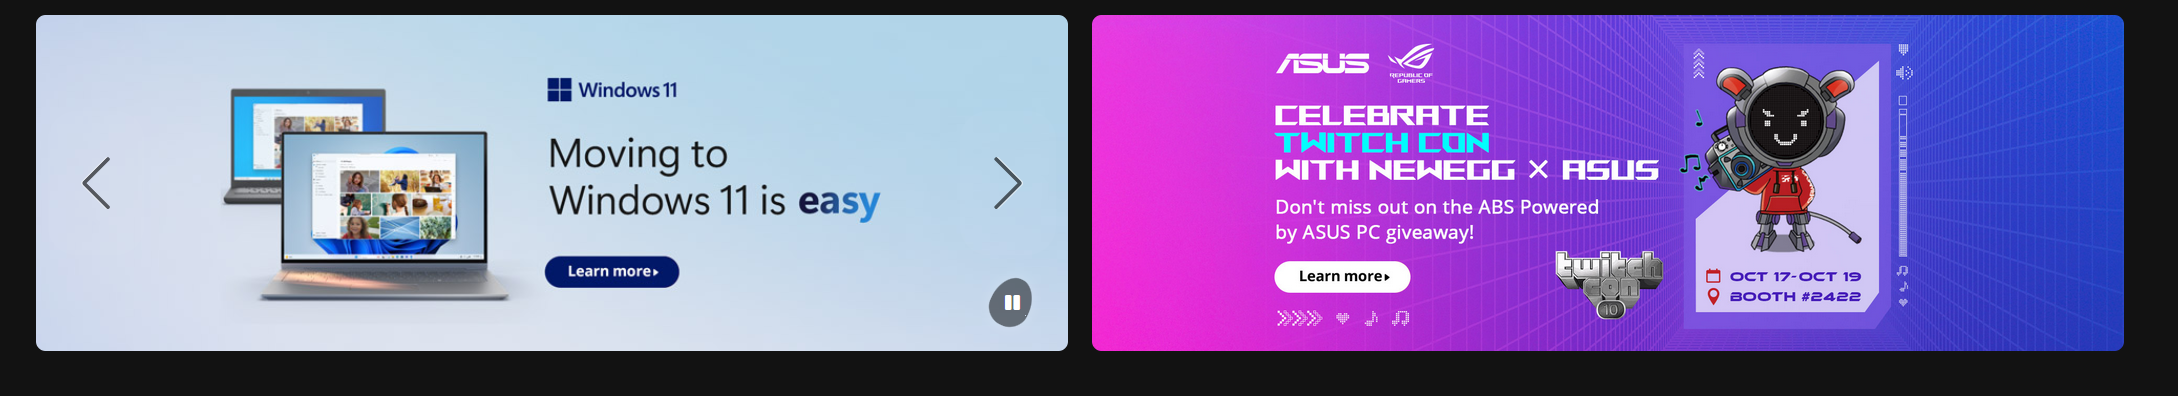 Windows 11
Moving to
Windows 11 is easy
Learn more
ASUS
REPUBLIC OF
GAMERS
CELEBRATE
TWITCH CON
WITH NEWEGG × ASUS
Don't miss out on the ABS Powered
by ASUS PC giveaway!
Learn more
twitch
con
10
OCT 17-OCT 19
BOOTH #2422